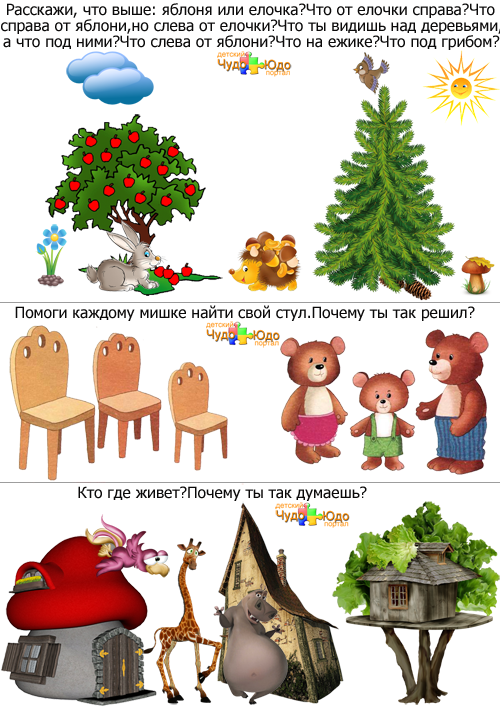 Расскажи, что выше: яблоня или елочка?Что от елочки справа?Что
справа от яблони,но слева от елочки?Что ты видишь над деревьями,
а что под ними?Что слева от яблони?Что на ежике?Что под грибом?
детский
Чудо Юдо
портал
Помоги каждому мишке найти свой стул.Почему ты так решил?
детский
Чудо Юдо
портал
Кто где живет?Почему ты так думаешь?
детский
Чудо Юдо
портал